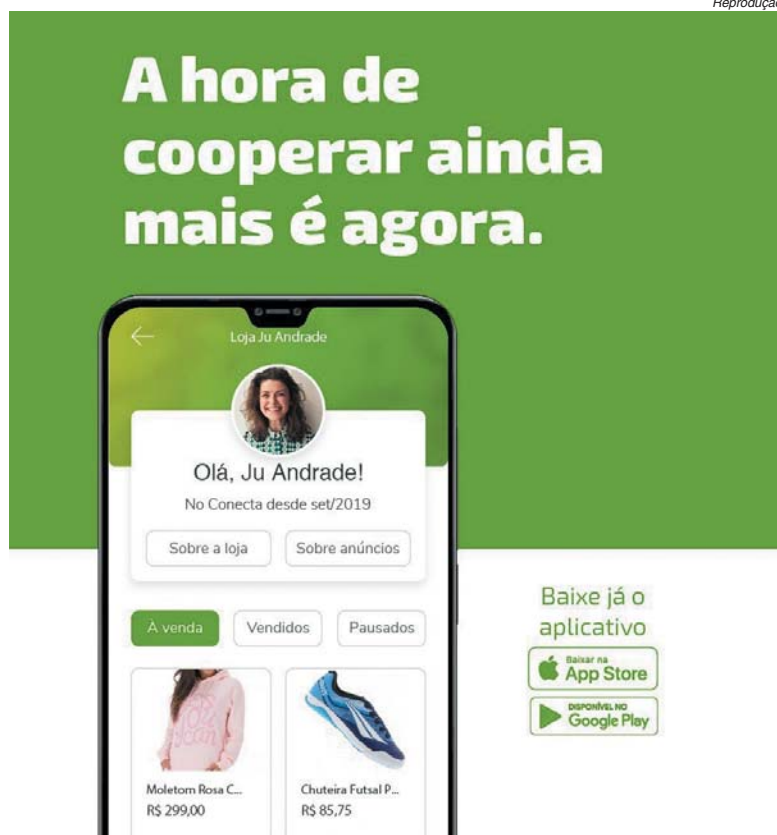 Reprodução
A hora de
cooperar ainda
mais é agora.
Loja Ju Andrade
Olá, Ju Andrade!
No Conecta desde set/2019
Sobre a loja
Sobre anúncios
À venda
Vendidos
Pausados
Moletom Rosa C...
R$ 299,00
Chuteira Futsal P...
R$ 85,75
Baixe já o
aplicativo
Baixar na
App Store
DISPONÍVEL NO
Google Play